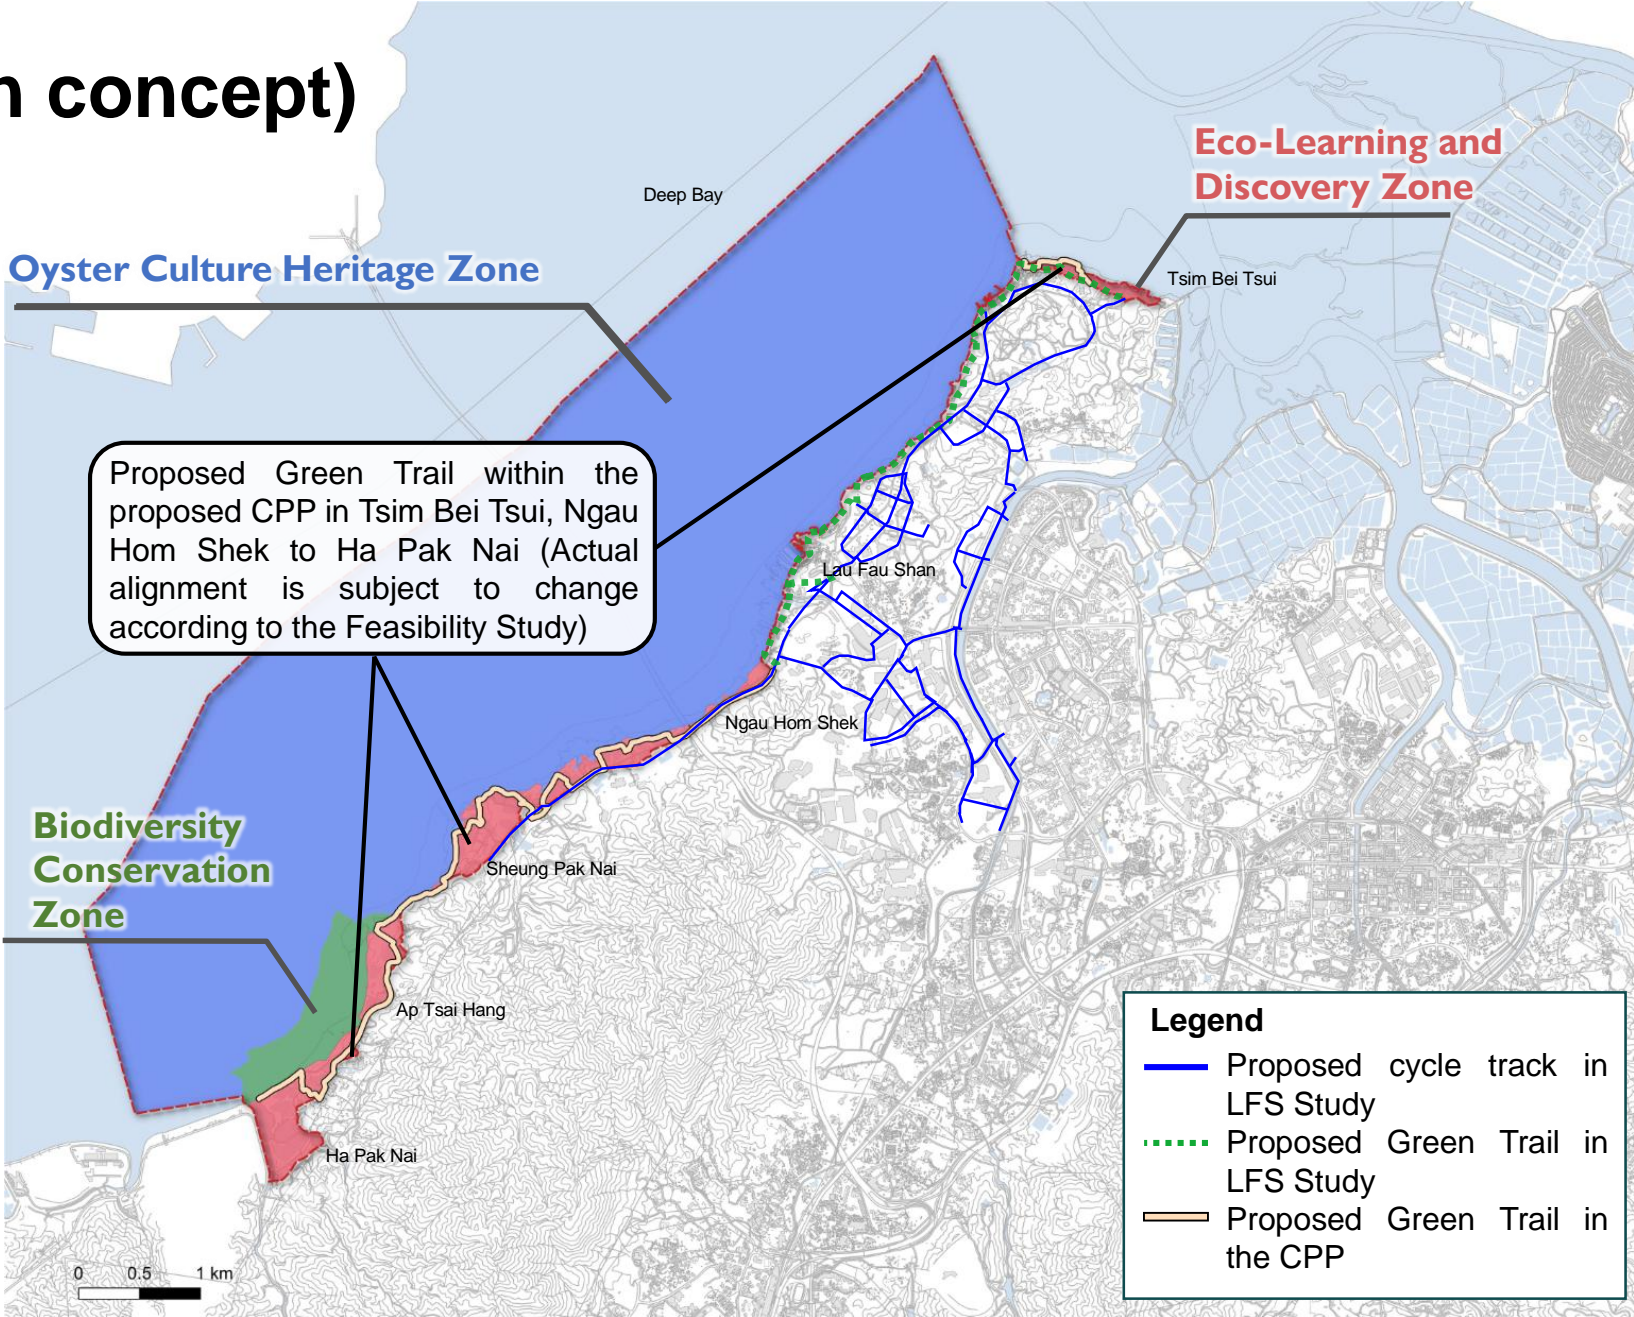 n concept)
Eco-Learning and
Discovery Zone
Deep Bay
Oyster Culture Heritage Zone
Tsim Bei Tsui
Proposed Green Trail within the
proposed CPP in Tsim Bei Tsui, Ngau
Hom Shek to Ha Pak Nai (Actual
alignment is subject to change
according to the Feasibility Study)
Lau Fau Shan
Ngau Hom Shek
Biodiversity
Conservation
Zone
Sheung Pak Nai
Ap Tsai Hang
Ha Pak Nai
Legend
Proposed cycle track in
LFS Study
Proposed Green Trail in
LFS Study
Proposed Green Trail in
the CPP
0 0.5 1 km